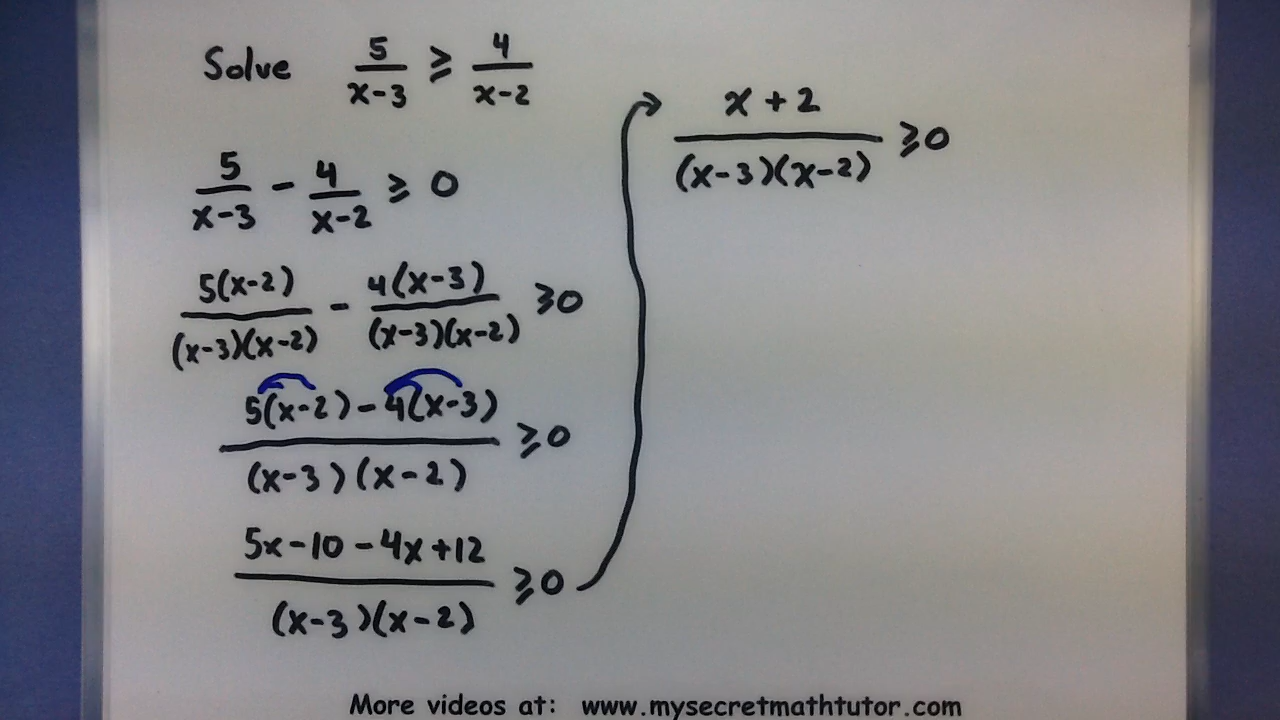 Solve 5/(x-3) ≥ 4/(x-2)
5/(x-3) - 4/(x-2) ≥ 0
5(x-2)/((x-3)(x-2)) - 4(x-3)/((x-3)(x-2)) ≥0
(5(x-2)-4(x-3))/((x-3)(x-2)) ≥0
(5x-10-4x+12)/((x-3)(x-2)) ≥0
(x+2)/((x-3)(x-2)) ≥0
More videos at: www.mysecretmathtutor.com